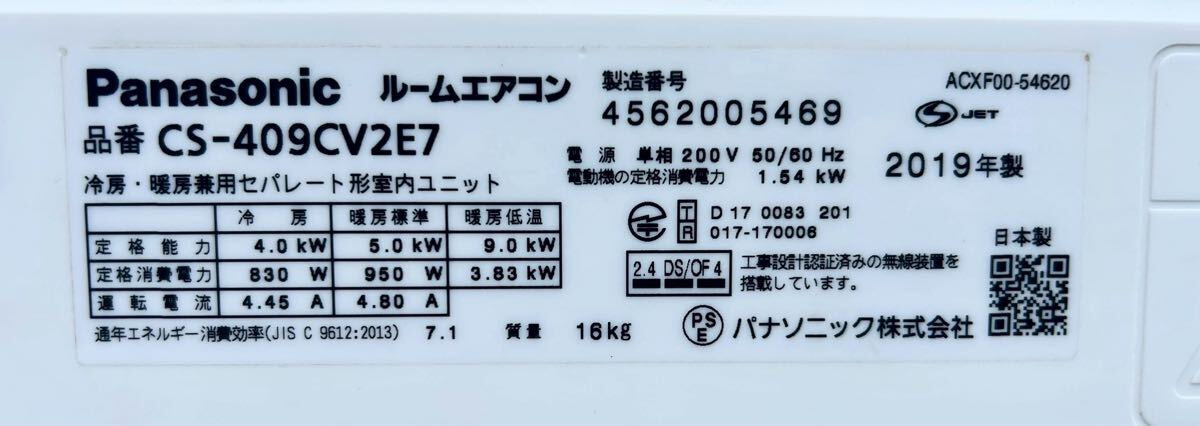 Panasonic ルームエアコン
品番 CS-409CV2E7
冷房・暖房兼用セパレート形室内ユニット
製造番号
4562005469
ACXF00-54620
S JET
電源 単相 200V 50/60 Hz
電動機の定格消費電力 1.54 kW
2019年製
冷房 暖房標準 暖房低温
定格能力 4.0 kW 5.0 kW 9.0 kW
定格消費電力 830 W 950 W 3.83 kW
運転電流 4.45 A 4.80 A
通年エネルギー消費効率(JIS C 9612:2013) 7.1 質量 16kg
T D 17 0083 201
R 017-170006
日本製
2.4 DS/OF 4
工事設計認証済みの無線装置を
搭載しています。
PSE パナソニック株式会社